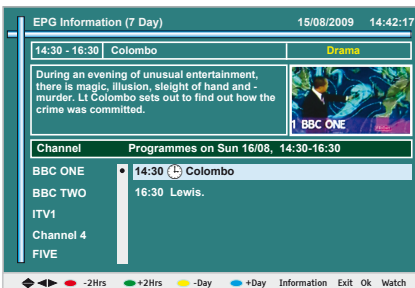 EPG Information (7 Day) 15/08/2009 14:42:17
14:30 - 16:30 Colombo Drama
During an evening of unusual entertainment,
there is magic, illusion, sleight of hand and -
murder. Lt Colombo sets out to find out how the
crime was committed.
1 BBC ONE
Channel Programmes on Sun 16/08, 14:30-16:30
BBC ONE 14:30 Colombo
BBC TWO 16:30 Lewis.
ITV1
Channel 4
FIVE
-2Hrs +2Hrs -Day +Day Information Exit Ok Watch